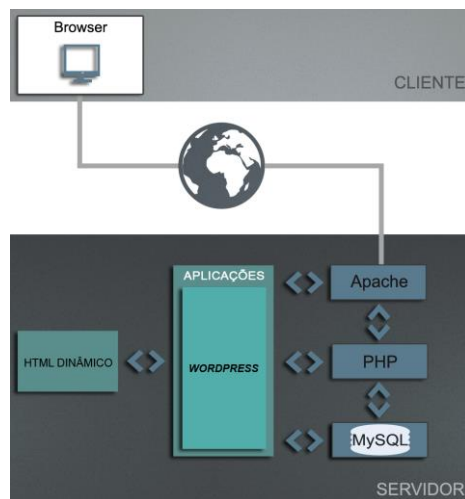 Browser
CLIENTE
APLICAÇÕES
Apache
HTML DINÂMICO
WORDPRESS
PHP
MySQL
SERVIDOR